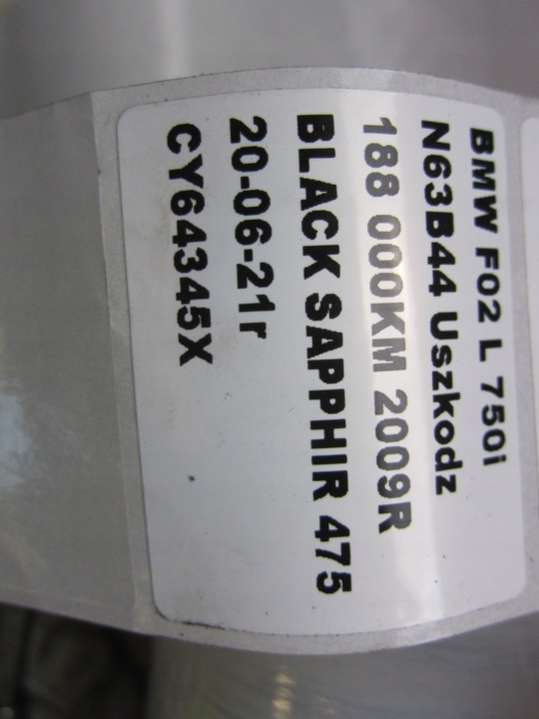 BMW F02 L 750i
N63B44 Uszkodz
188 000KM 2009R
BLACK SAPPHIR 475
20-06-21r
CY64345X